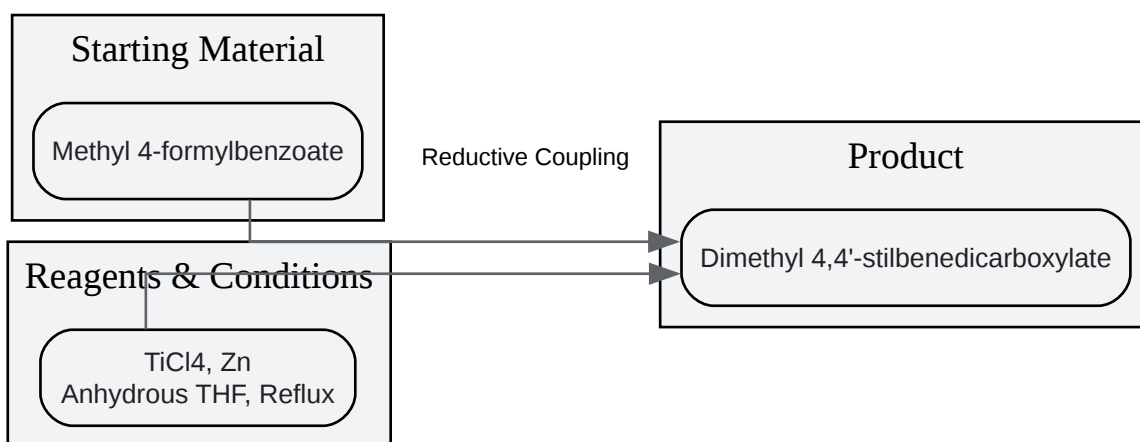 Starting Material
Methyl 4-formylbenzoate
Reductive Coupling
Product
Dimethyl 4,4'-stilbenedicarboxylate
Reagents & Conditions
TiCl4, Zn
Anhydrous THF, Reflux